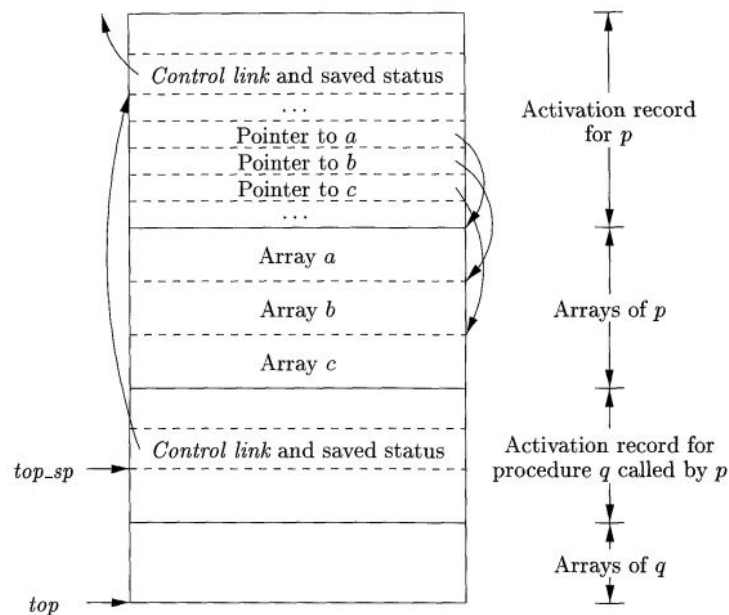 Control link and saved status
...
Pointer to a
Pointer to b
Pointer to c
...
Activation record
for p
Array a
Array b
Array c
Arrays of p
Control link and saved status
top_sp
Activation record for
procedure q called by p
Arrays of q
top